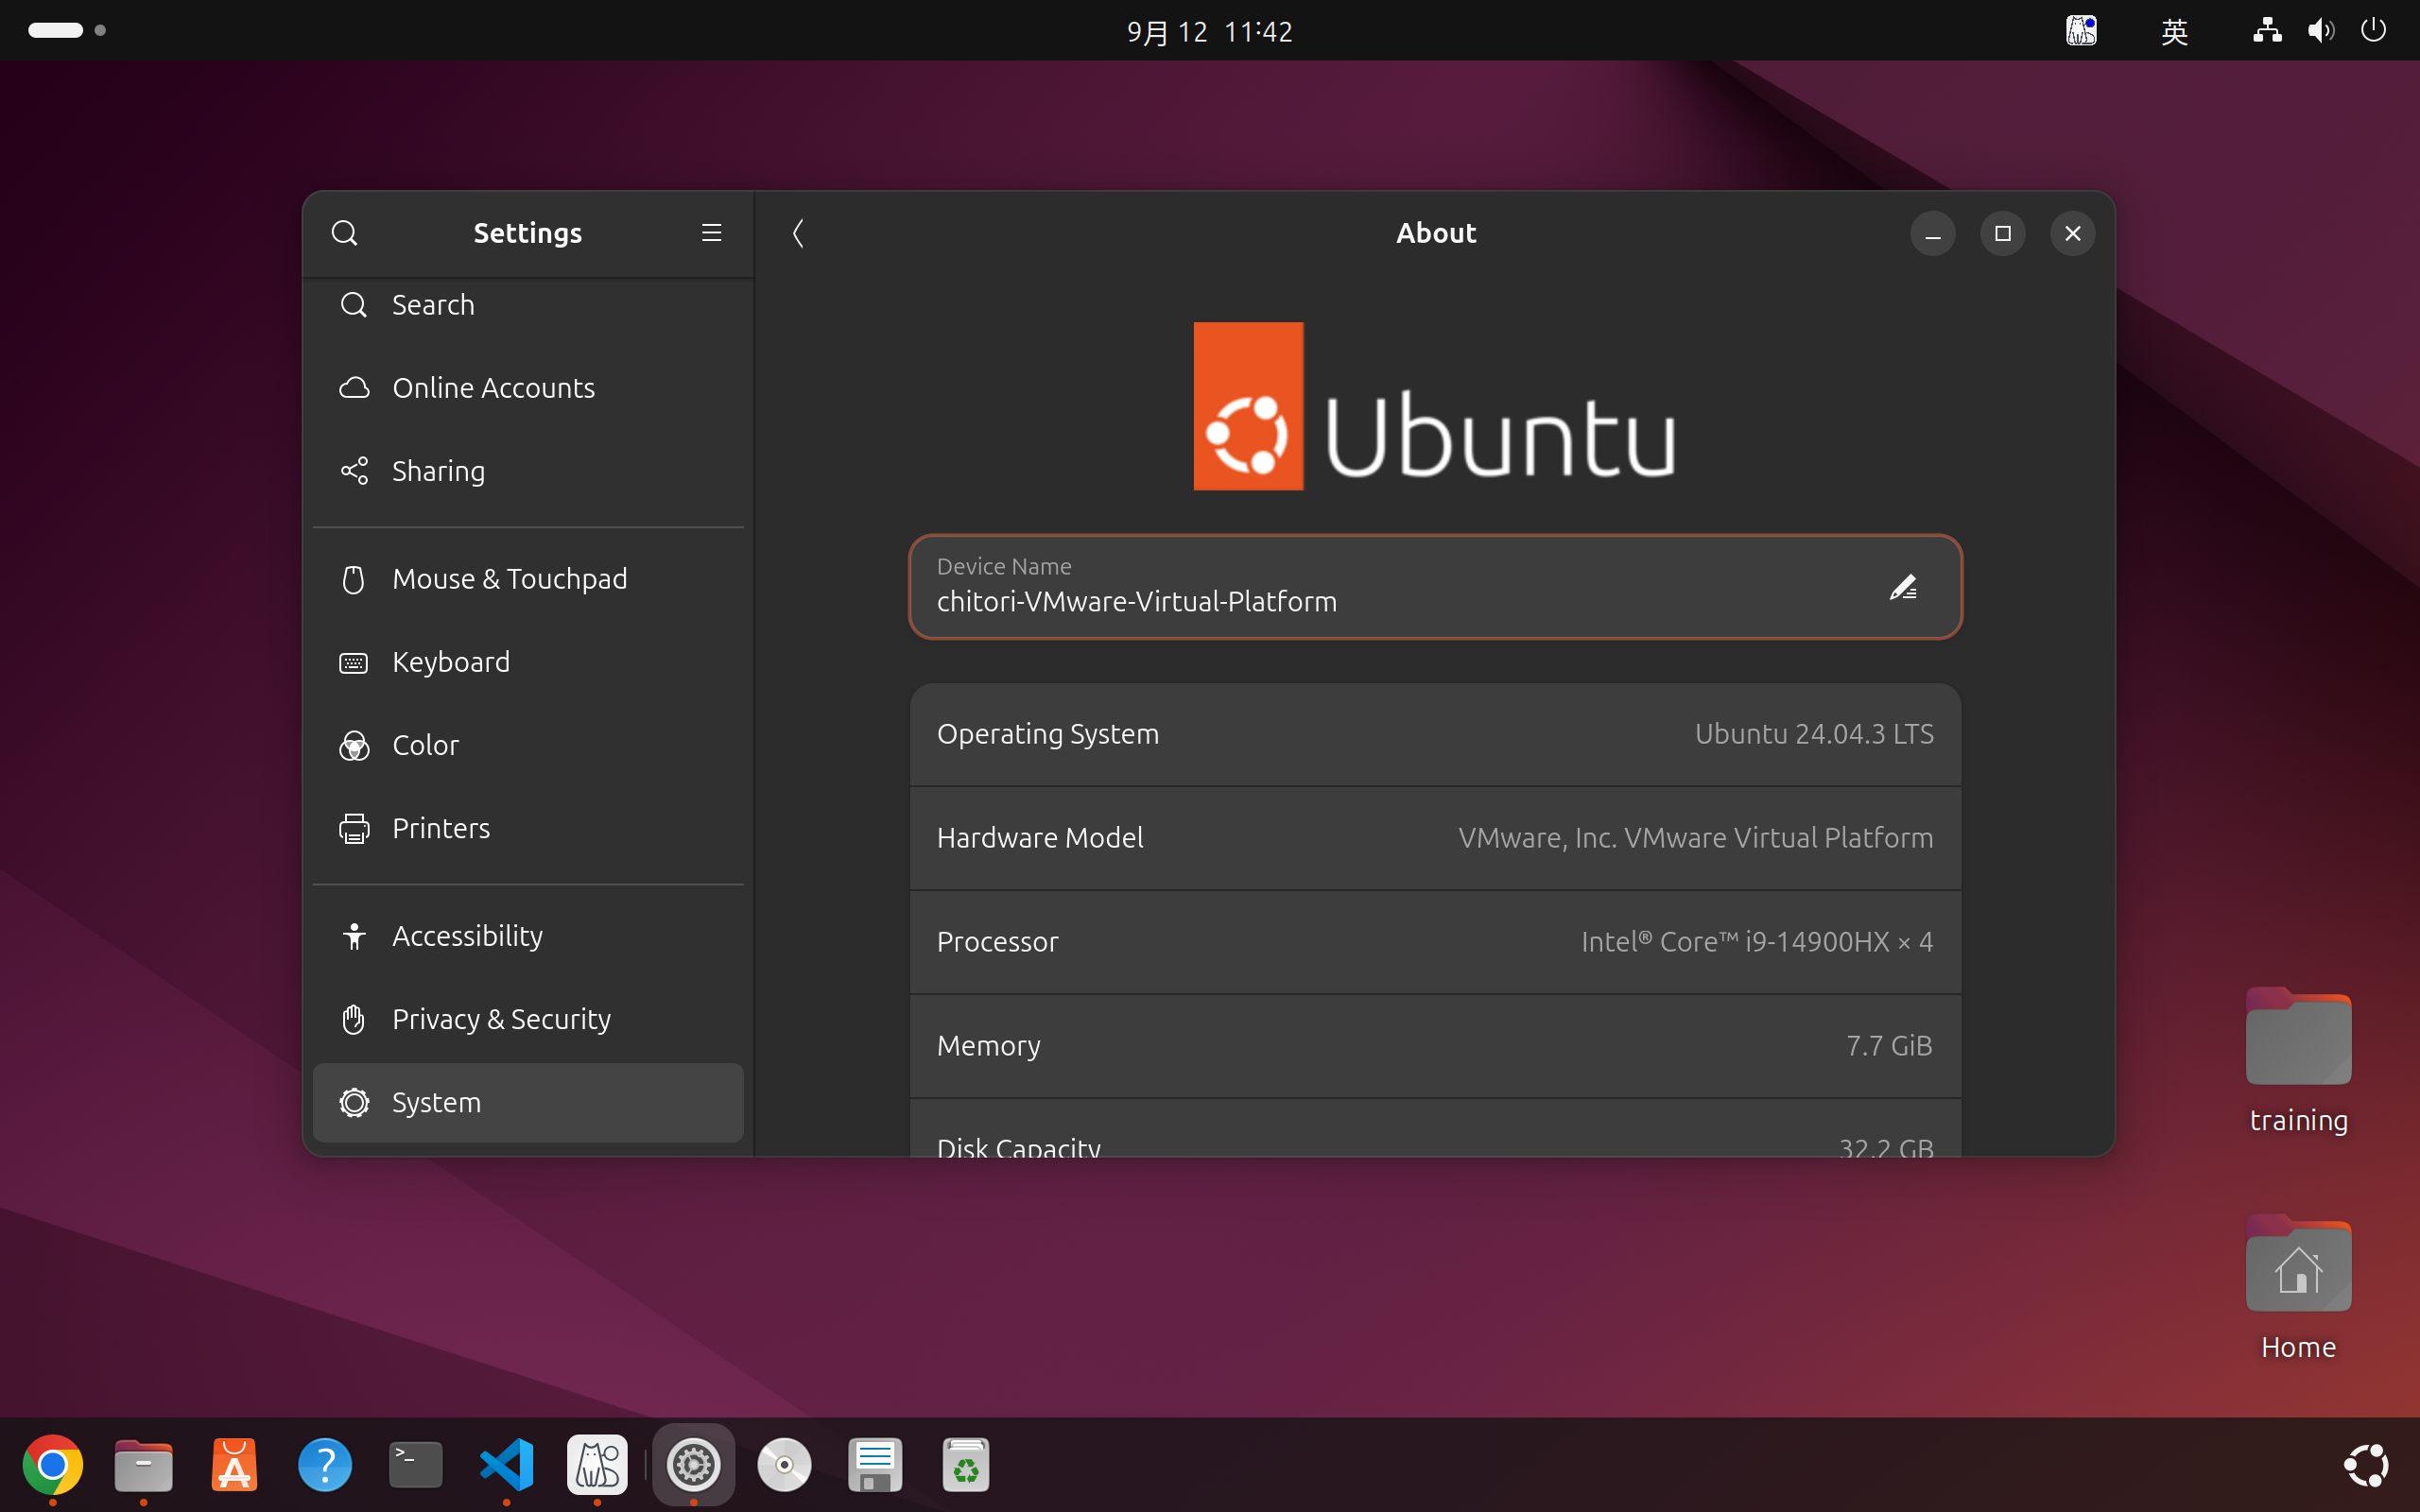 9月 12 11:42
英
Settings
About
Search
Online Accounts
Sharing
Mouse & Touchpad
Keyboard
Color
Printers
Accessibility
Privacy & Security
System
Ubuntu
Device Name
chitori-VMware-Virtual-Platform
Operating System Ubuntu 24.04.3 LTS
Hardware Model VMware, Inc. VMware Virtual Platform
Processor Intel® Core™ i9-14900HX × 4
Memory 7.7 GiB
Disk Capacity 32.2 GB
training
Home